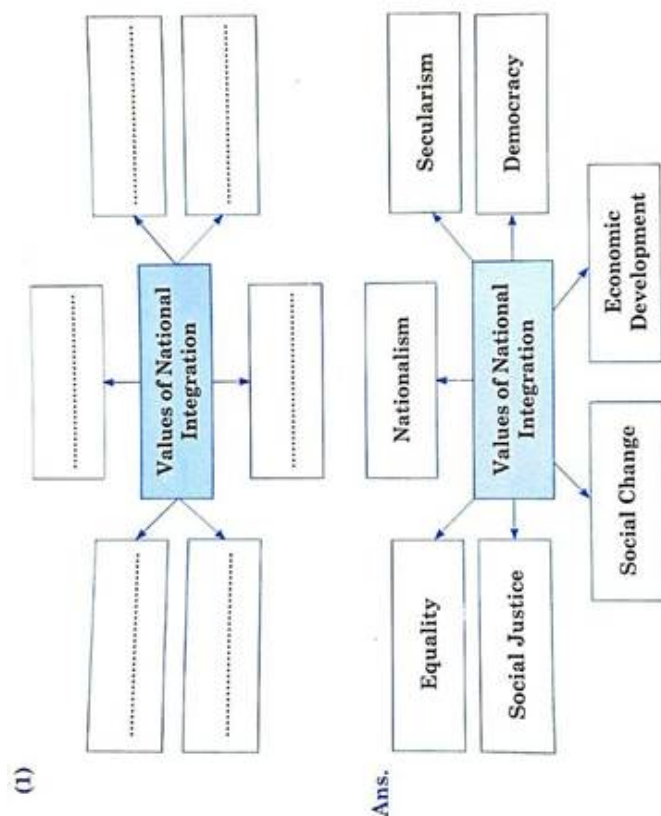 (1)
Values of National
Integration
Ans.
Equality
Nationalism
Secularism
Social Justice
Values of National
Integration
Democracy
Social Change
Economic
Development